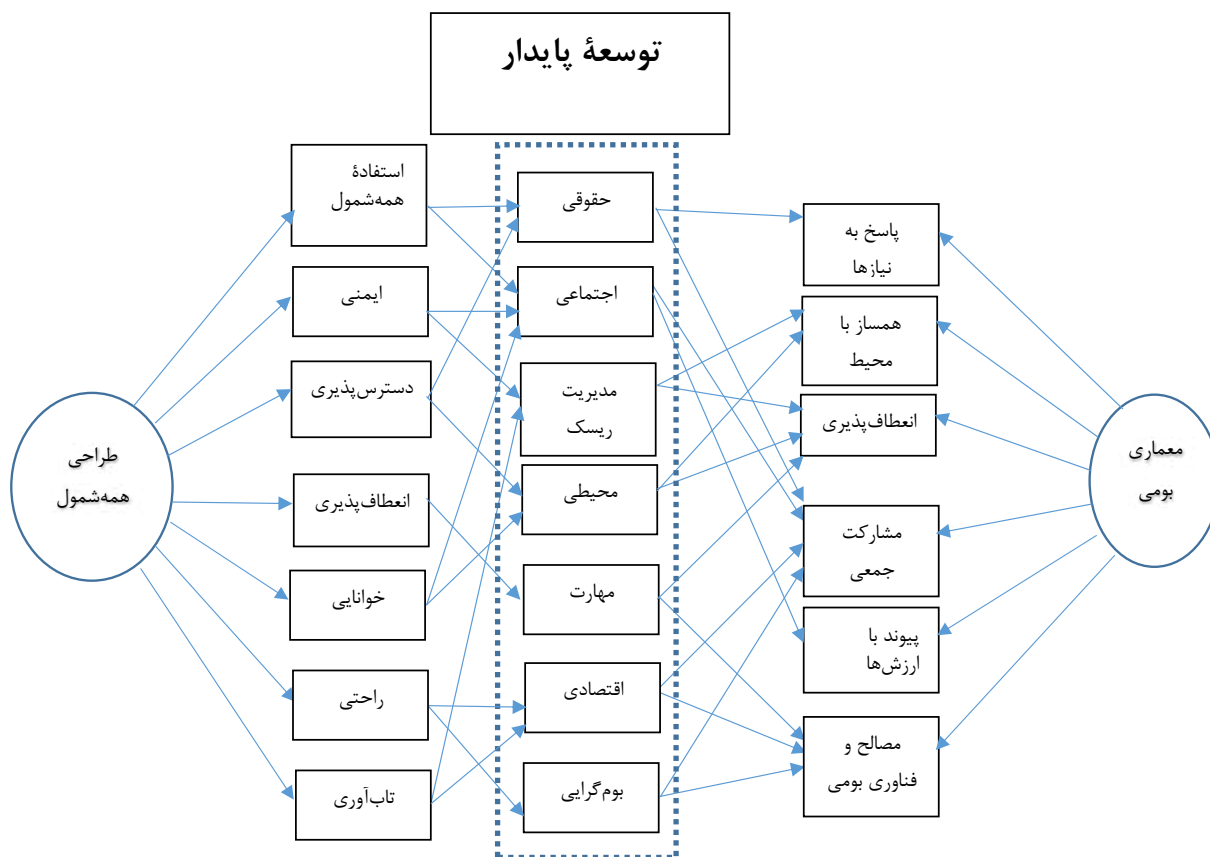 توسعهٔ پایدار
استفادهٔ
همه‌شمول
ایمنی
دسترس‌پذیری
انعطاف‌پذیری
خوانایی
راحتی
تاب‌آوری
طراحی
همه‌شمول
حقوقی
اجتماعی
مدیریت
ریسک
محیطی
مهارت
اقتصادی
بوم‌گرایی
پاسخ به
نیازها
همساز با
محیط
انعطاف‌پذیری
مشارکت
جمعی
پیوند با
ارزش‌ها
مصالح و
فناوری بومی
معماری
بومی